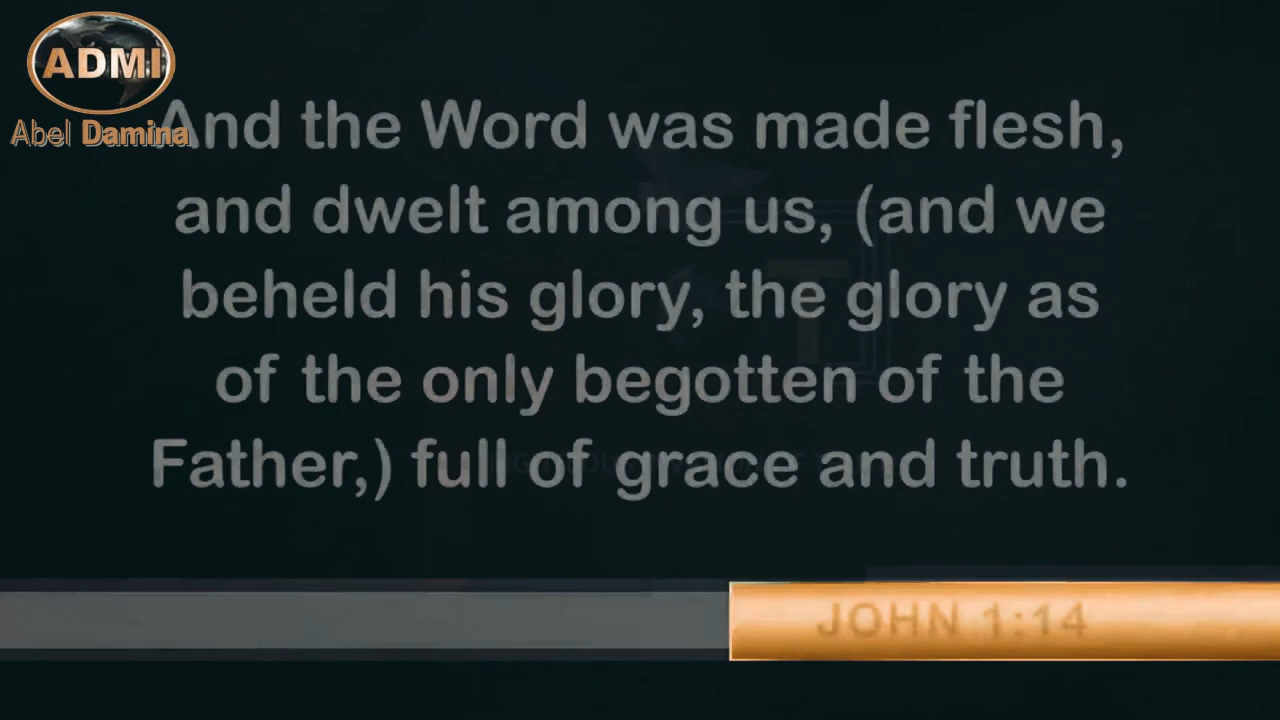 ADMI
Abel Damina
And the Word was made flesh,
and dwelt among us, (and we
beheld his glory, the glory as
of the only begotten of the
Father,) full of grace and truth.
JOHN 1:14